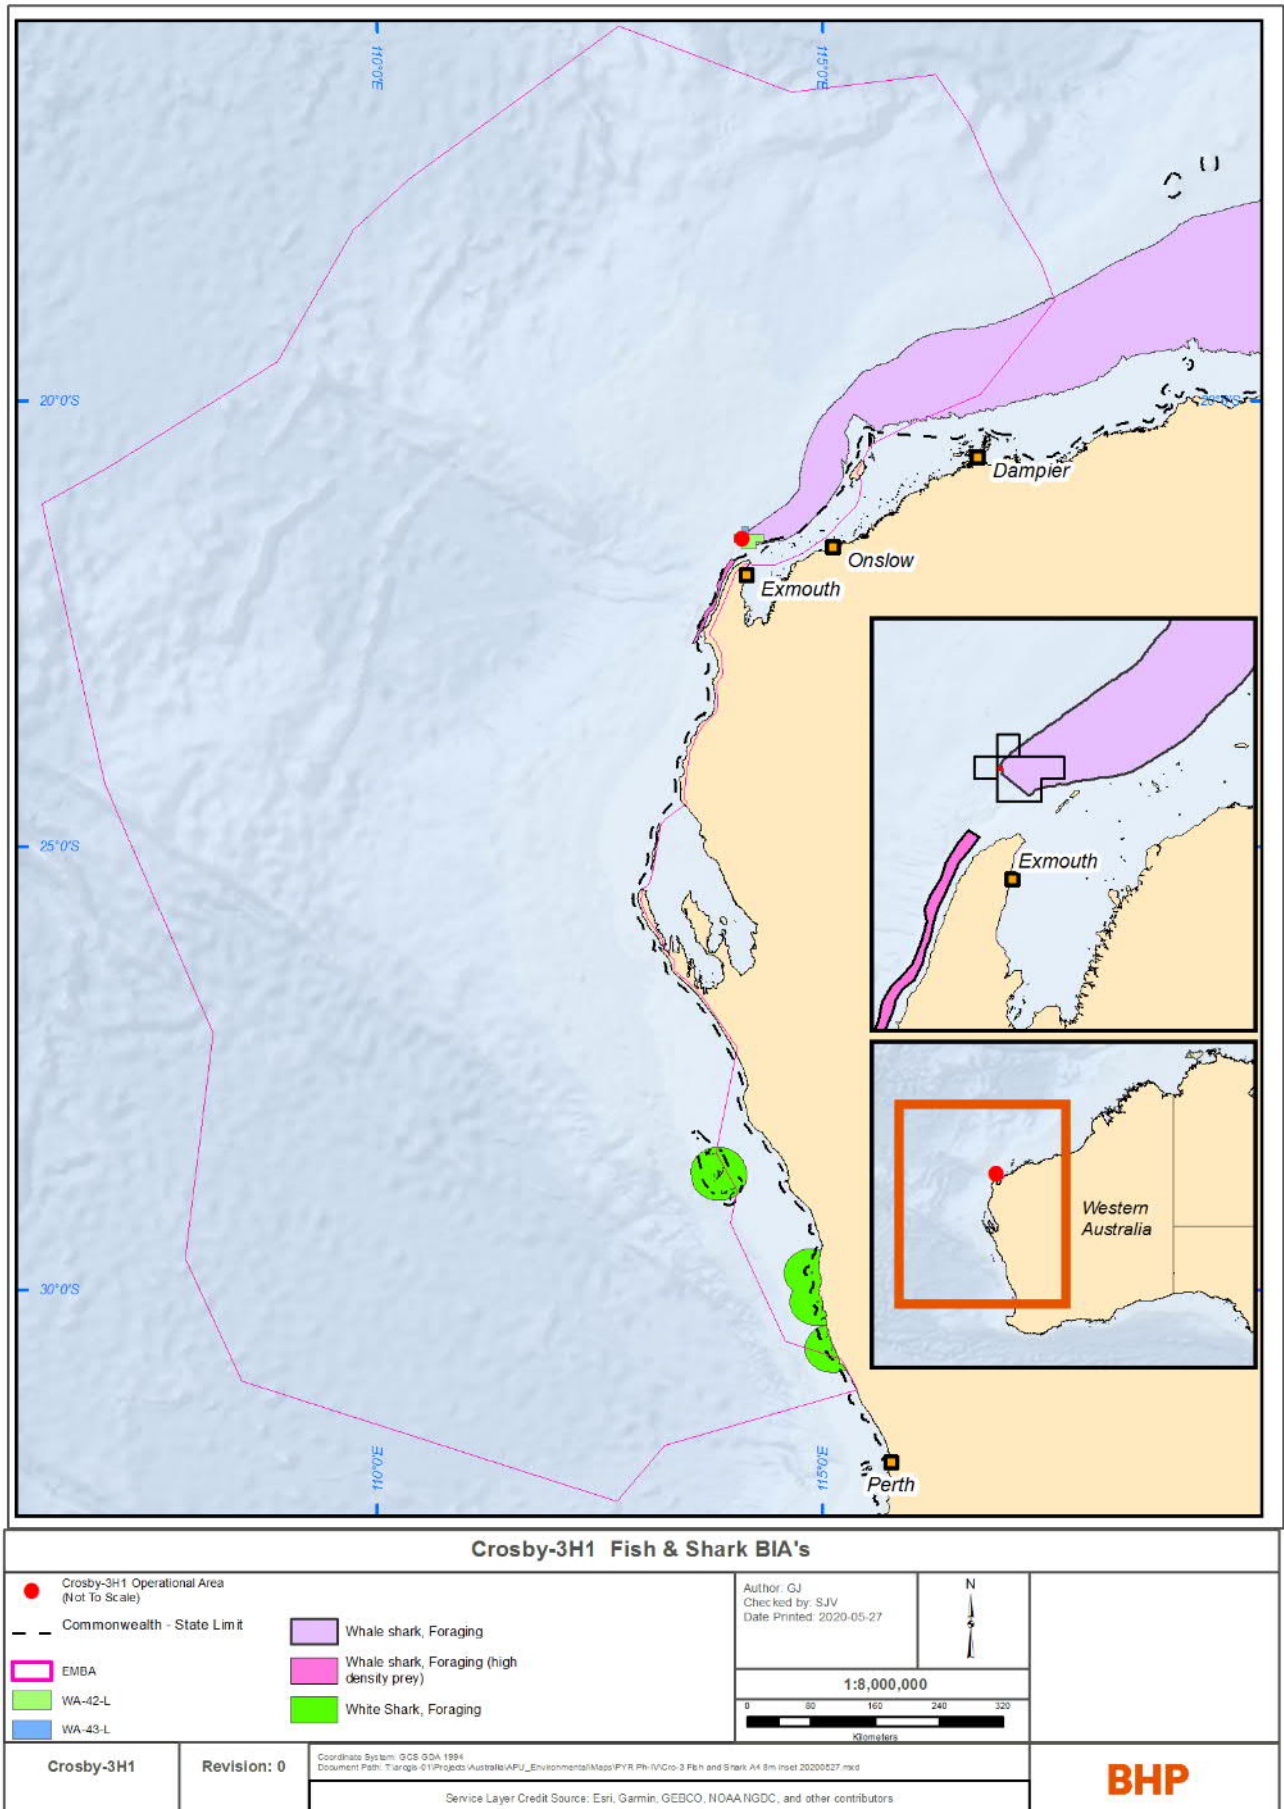 110°0'E
115°0'E
20°0'S
20°0'S
Dampier
Onslow
Exmouth
Exmouth
25°0'S
Western
Australia
30°0'S
110°0'E
115°0'E
Perth
Crosby-3H1 Fish & Shark BIA's
Crosby-3H1 Operational Area
(Not To Scale)
Commonwealth - State Limit
EMBA
WA-42-L
WA-43-L
Whale shark, Foraging
Whale shark, Foraging (high
density prey)
White Shark, Foraging
Author: GJ
Checked by: SJV
Date Printed: 2020-05-27
N
1:8,000,000
0 80 160 240 320
Kilometers
Crosby-3H1
Revision: 0
Coordinate System: GCS GDA 1994
Document Path:
Service Layer Credit Source: Esri, Garmin, GEBCO, NOAA NGDC, and other contributors
BHP